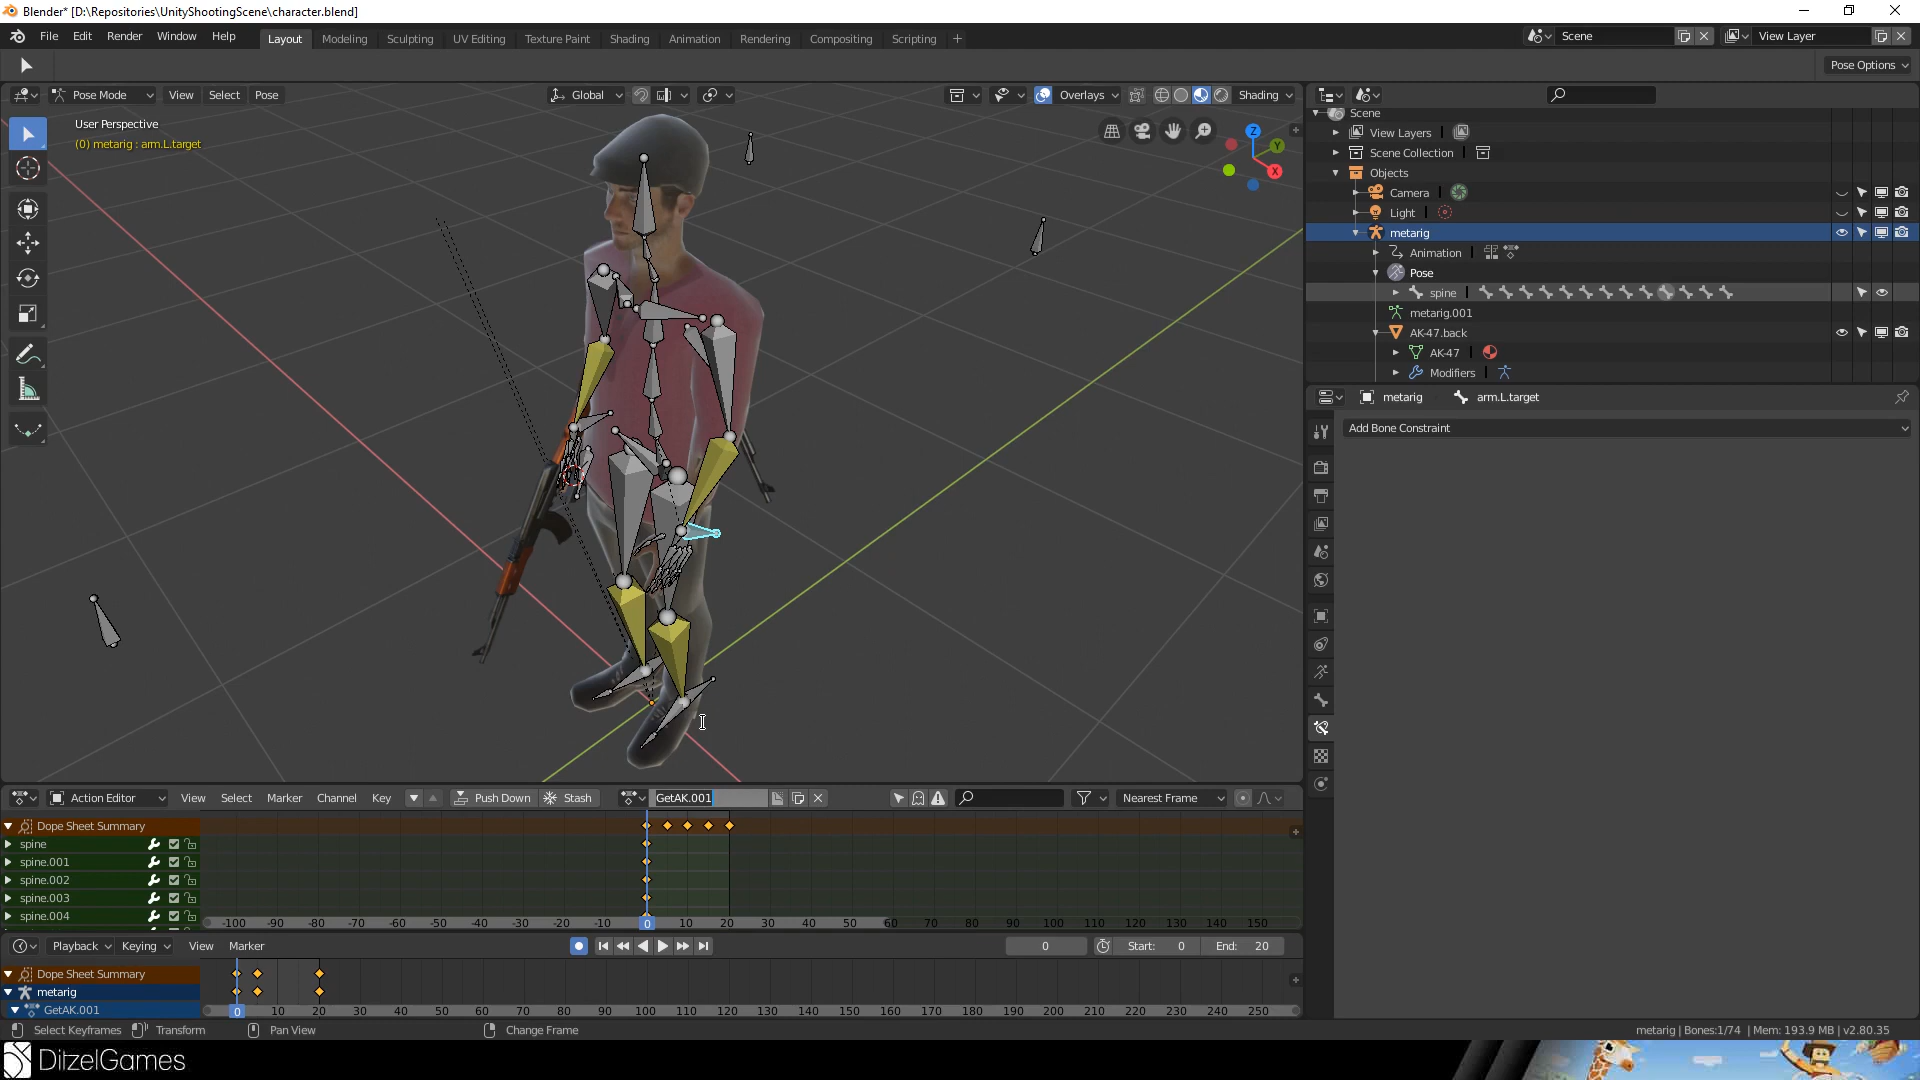 Blender* [D:\Repositories\UnityShootingScene\character.blend]
File Edit Render Window Help Layout Modeling Sculpting UV Editing Texture Paint Shading Animation Rendering Compositing Scripting + Scene View Layer
Pose Options
Pose Mode View Select Pose Global Overlays Shading
User Perspective
(0) metarig : arm.L.target
Z
Y
X
Scene
View Layers
Scene Collection
Objects
Camera
Light
metarig
Animation
Pose
spine
metarig.001
AK-47.back
AK-47
Modifiers
metarig arm.L.target
Add Bone Constraint
Action Editor View Select Marker Channel Key Push Down Stash GetAK.001 Nearest Frame
Dope Sheet Summary
spine
spine.001
spine.002
spine.003
spine.004
-100 -90 -80 -70 -60 -50 -40 -30 -20 -10 0 10 20 30 40 50 60 70 80 90 100 110 120 130 140 150
Playback Keying View Marker 0 Start: 0 End: 20
Dope Sheet Summary
metarig
GetAK.001
0 10 20 30 40 50 60 70 80 90 100 110 120 130 140 150 160 170 180 190 200 210 220 230 240 250
Select Keyframes Transform Pan View Change Frame metarig | Bones:1/74 | Mem: 193.9 MB | v2.80.35
DitzelGames